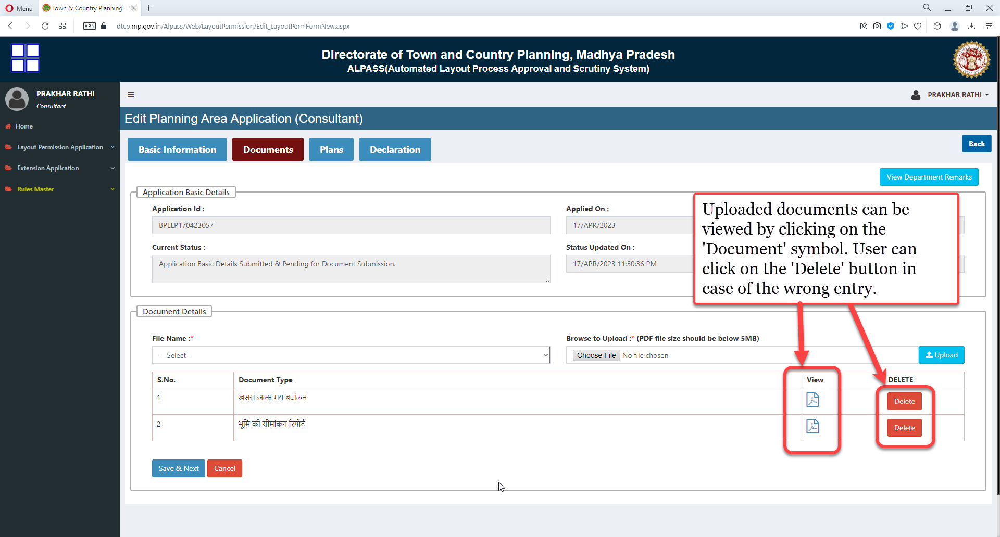 Menu
Town & Country Planning,
VPN
dtcp.mp.gov.in/Alpass/Web/LayoutPermission/Edit_LayoutPermFormNew.aspx
Directorate of Town and Country Planning, Madhya Pradesh
ALPASS(Automated Layout Process Approval and Scrutiny System)
PRAKHAR RATHI
Consultant
PRAKHAR RATHI
Home
Layout Permission Application
Extension Application
Rules Master
Edit Planning Area Application (Consultant)
Basic Information
Documents
Plans
Declaration
Back
View Department Remarks
Application Basic Details
Application Id :
BPLLP170423057
Applied On :
17/APR/2023
Current Status :
Application Basic Details Submitted & Pending for Document Submission.
Status Updated On :
17/APR/2023 11:50:36 PM
Uploaded documents can be
viewed by clicking on the
'Document' symbol. User can
click on the 'Delete' button in
case of the wrong entry.
Document Details
File Name :*
--Select--
Browse to Upload :* (PDF file size should be below 5MB)
Choose File No file chosen
Upload
S.No. Document Type View DELETE
1 खसरा अक्स मय बटांकन Delete
2 भूमि की सीमांकन रिपोर्ट Delete
Save & Next
Cancel